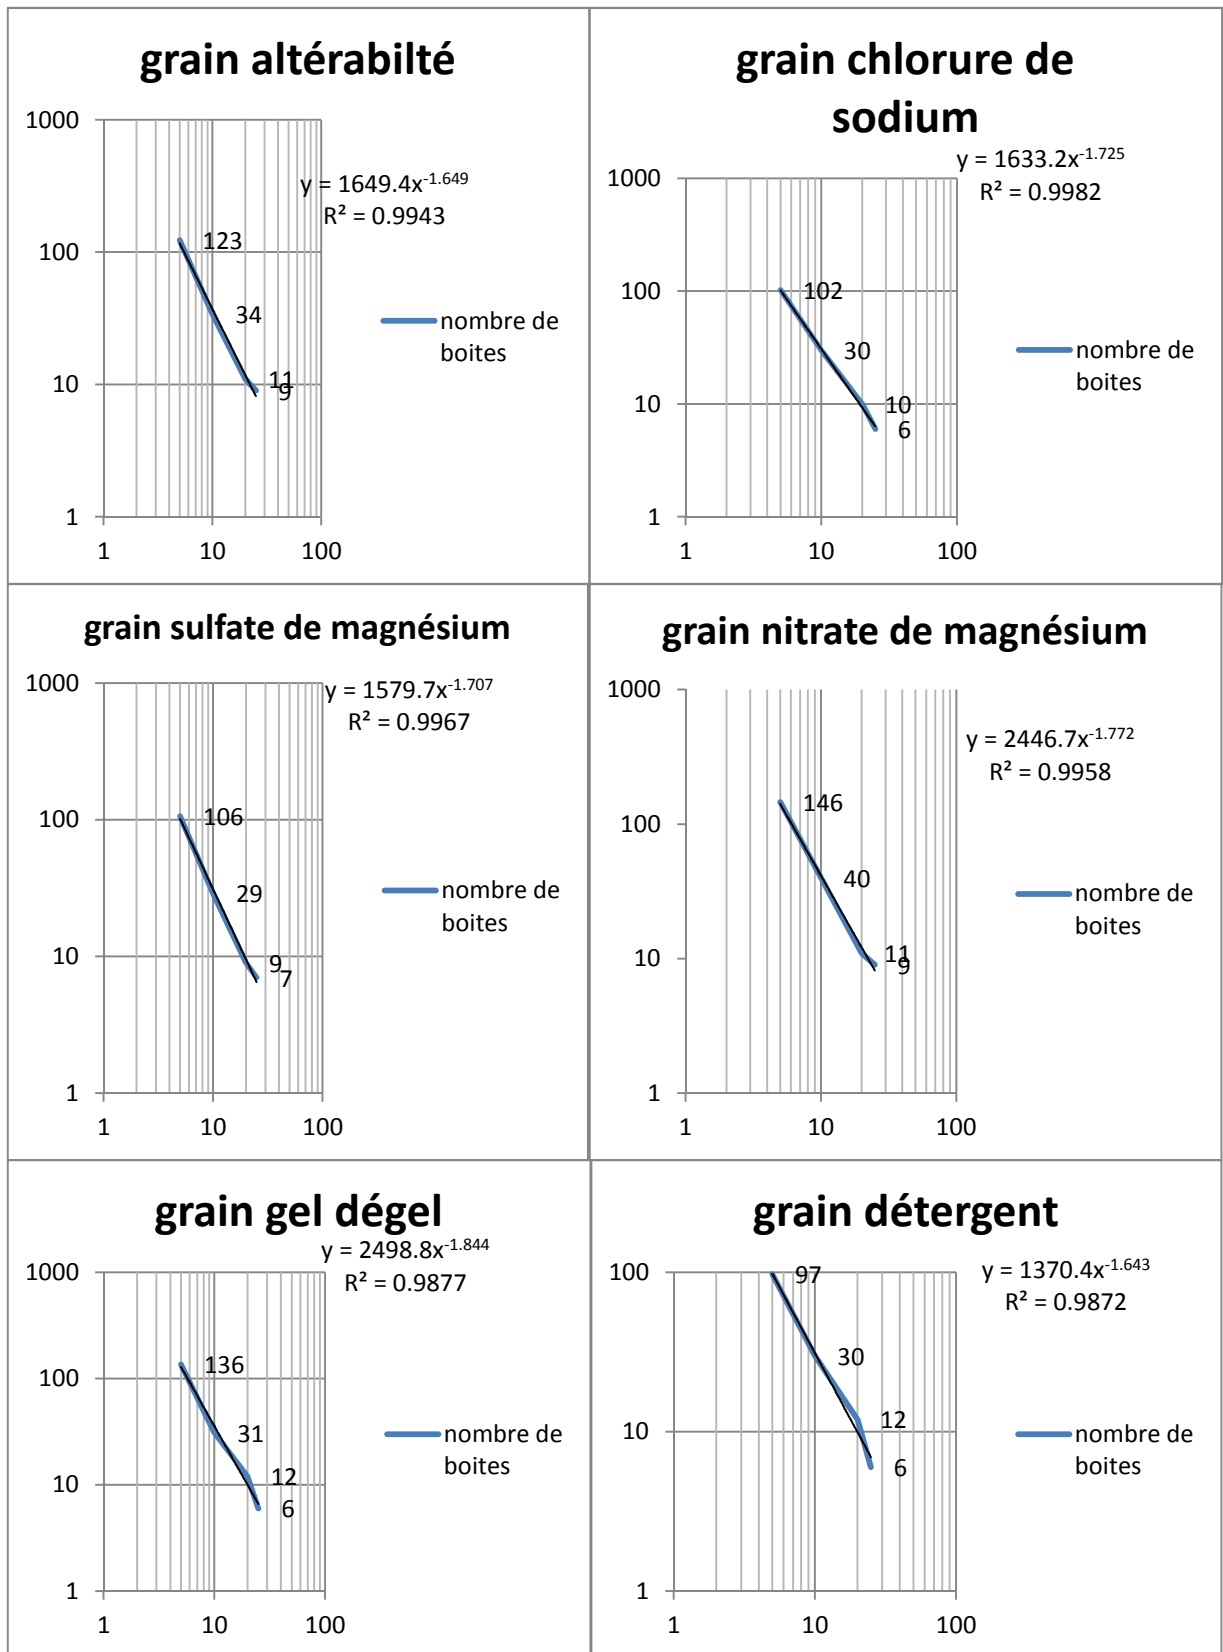 grain altérabilté
y = 1649.4x^-1.649
R² = 0.9943
1000
100
10
1
123
34
11
9
nombre de
boites
1
10
100
grain chlorure de
sodium
y = 1633.2x^-1.725
R² = 0.9982
1000
100
10
1
102
30
10
6
nombre de
boites
1
10
100
grain sulfate de magnésium
y = 1579.7x^-1.707
R² = 0.9967
1000
100
10
1
106
29
9
7
nombre de
boites
1
10
100
grain nitrate de magnésium
y = 2446.7x^-1.772
R² = 0.9958
1000
100
10
1
146
40
11
9
nombre de
boites
1
10
100
grain gel dégel
y = 2498.8x^-1.844
R² = 0.9877
1000
100
10
1
136
31
12
6
nombre de
boites
1
10
100
grain détergent
y = 1370.4x^-1.643
R² = 0.9872
100
10
1
97
30
12
6
nombre de
boites
1
10
100